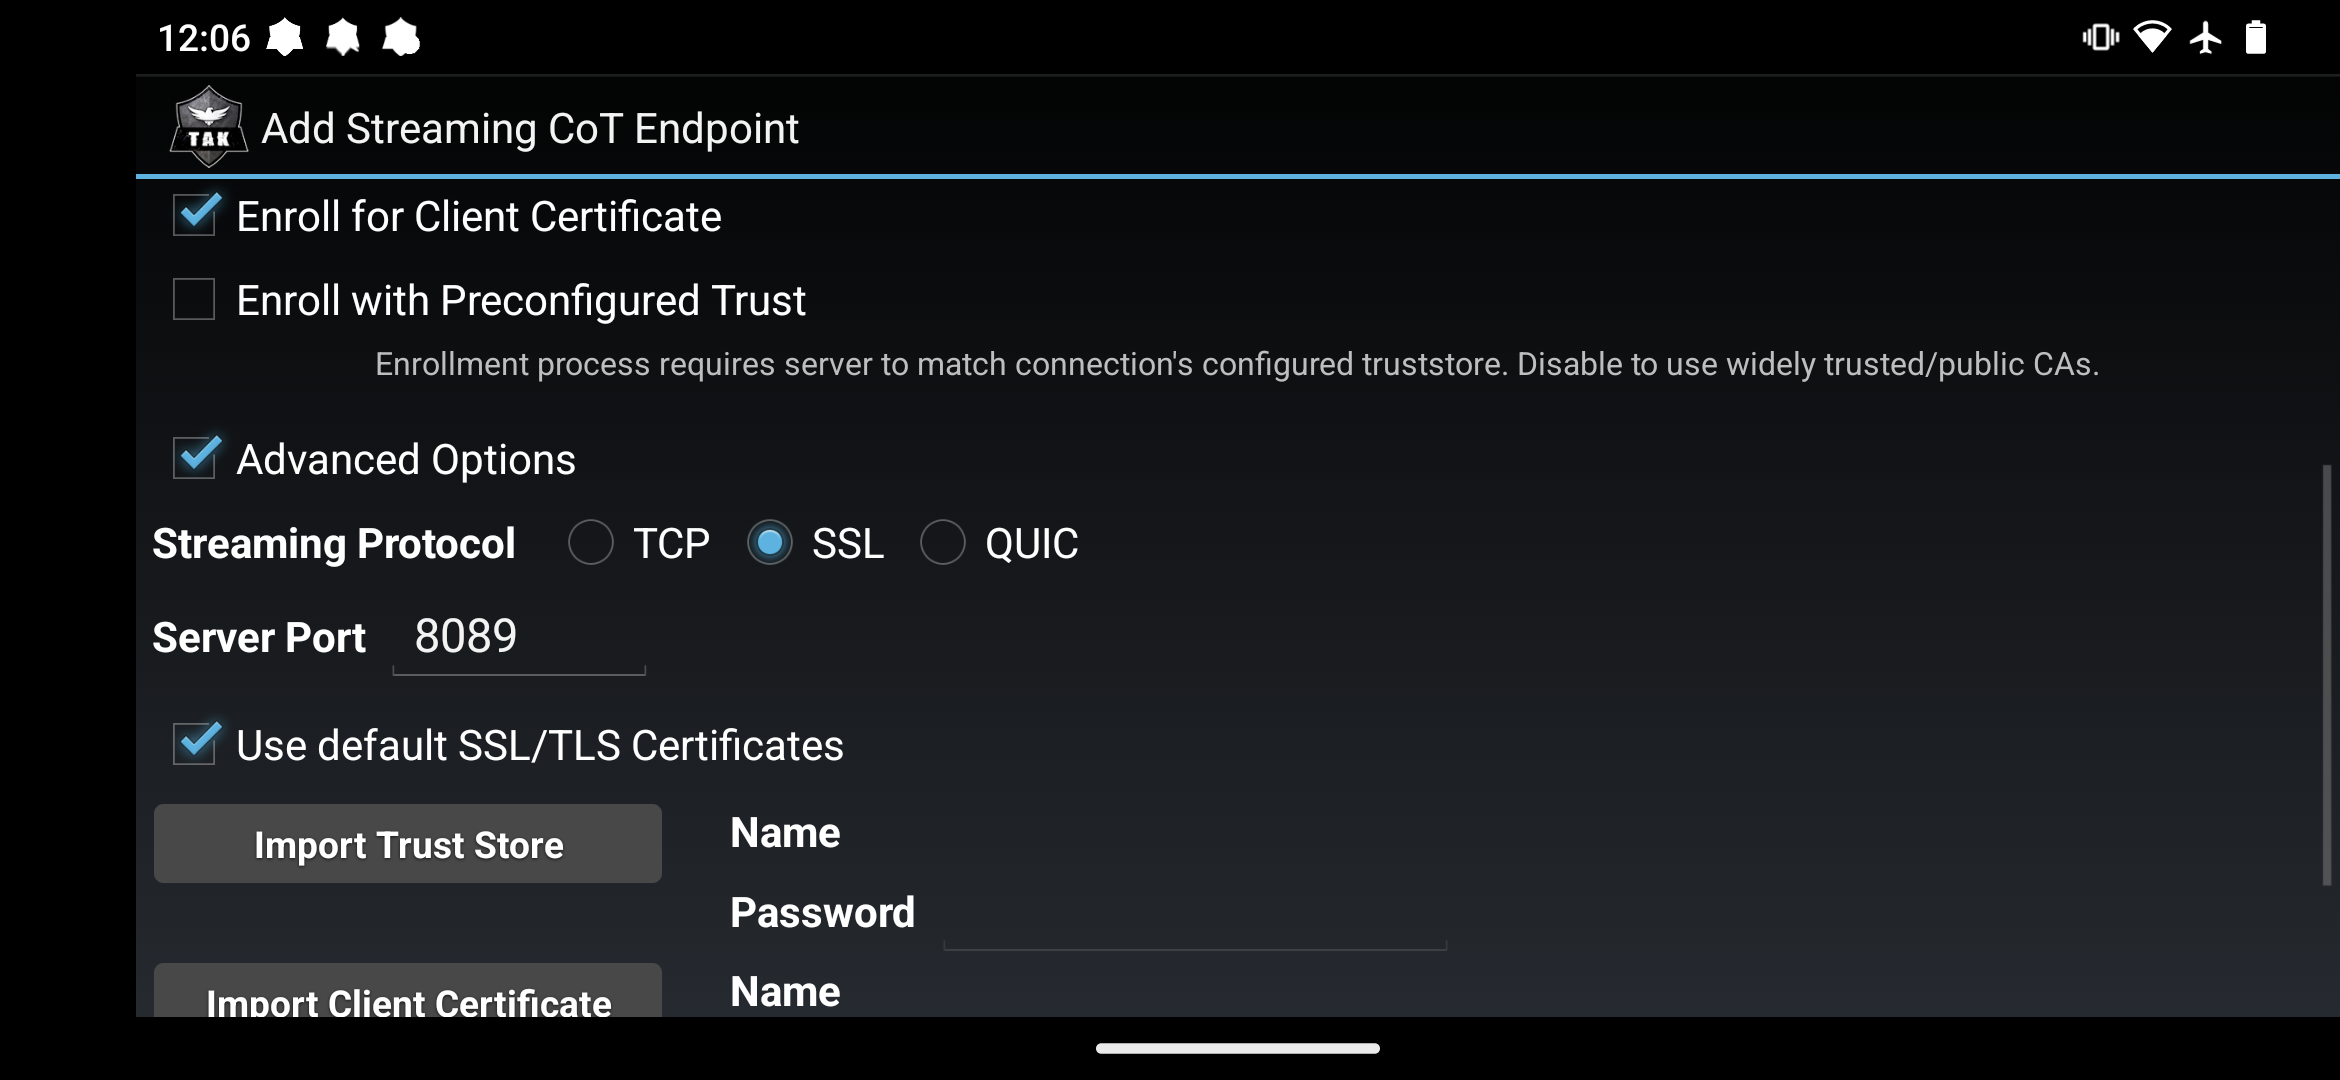 12:06
TAK Add Streaming CoT Endpoint
Enroll for Client Certificate
Enroll with Preconfigured Trust
Enrollment process requires server to match connection's configured truststore. Disable to use widely trusted/public CAs.
Advanced Options
Streaming Protocol TCP SSL QUIC
Server Port 8089
Use default SSL/TLS Certificates
Import Trust Store Name
Password
Import Client Certificate Name